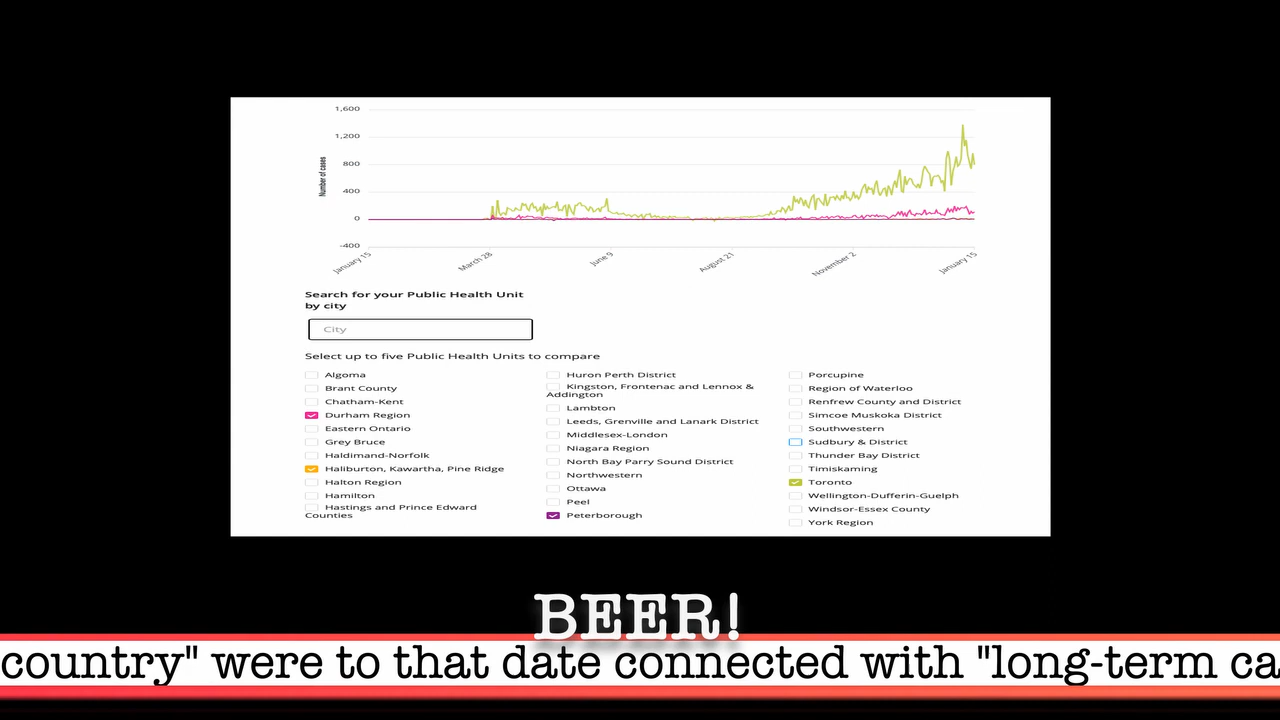 1,600
1,200
800
400
0
-400
Number of cases
January 15
March 28
June 9
August 21
November 2
January 15
Search for your Public Health Unit
by city
City
Select up to five Public Health Units to compare
Algoma
Brant County
Chatham-Kent
Durham Region
Eastern Ontario
Grey Bruce
Haldimand-Norfolk
Haliburton, Kawartha, Pine Ridge
Halton Region
Hamilton
Hastings and Prince Edward
Counties
Huron Perth District
Kingston, Frontenac and Lennox &
Addington
Lambton
Leeds, Grenville and Lanark District
Middlesex-London
Niagara Region
North Bay Parry Sound District
Northwestern
Ottawa
Peel
Peterborough
Porcupine
Region of Waterloo
Renfrew County and District
Simcoe Muskoka District
Southwestern
Sudbury & District
Thunder Bay District
Timiskaming
Toronto
Wellington-Dufferin-Guelph
Windsor-Essex County
York Region
BEER!
country" were to that date connected with "long-term ca